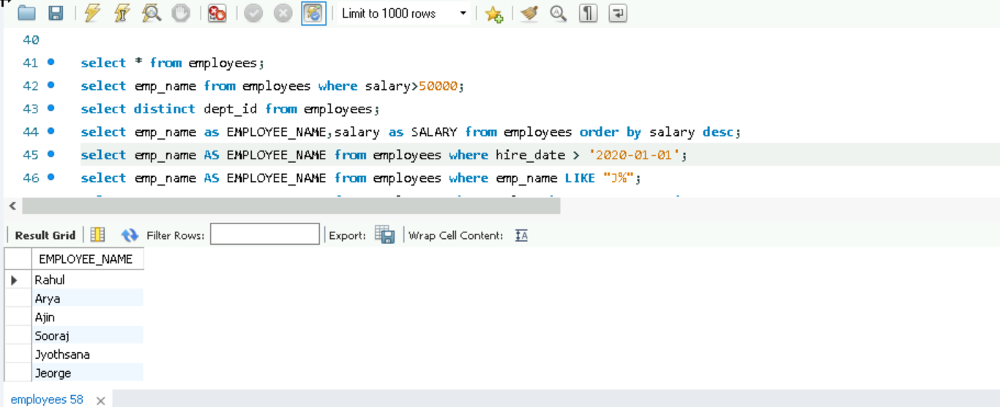 Limit to 1000 rows
40
41 select * from employees;
42 select emp_name from employees where salary>50000;
43 select distinct dept_id from employees;
44 select emp_name as EMPLOYEE_NAME,salary as SALARY from employees order by salary desc;
45 select emp_name AS EMPLOYEE_NAME from employees where hire_date > '2020-01-01';
46 select emp_name AS EMPLOYEE_NAME from employees where emp_name LIKE "J%";
Result Grid Filter Rows: Export: Wrap Cell Content:
EMPLOYEE_NAME
Rahul
Arya
Ajin
Sooraj
Jyothsana
Jeorge
employees 58